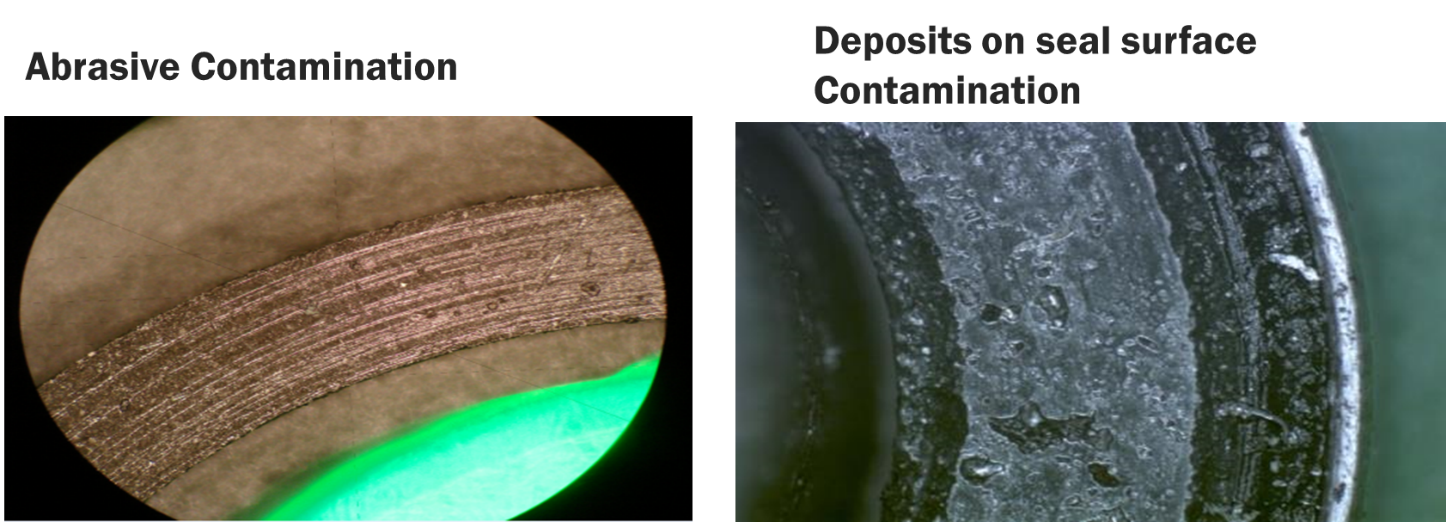 Abrasive Contamination
Deposits on seal surface
Contamination